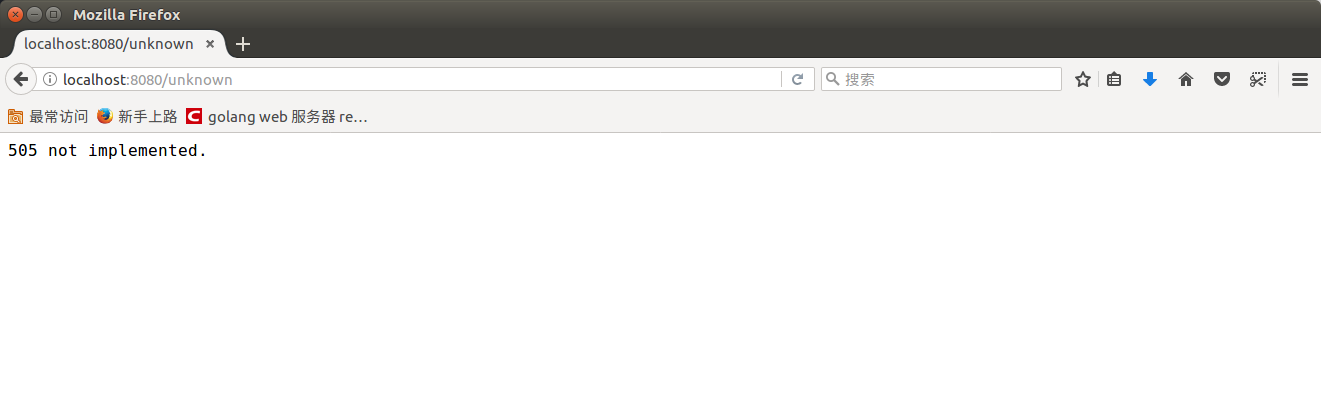 Mozilla Firefox
localhost:8080/unknown
localhost:8080/unknown
搜索
最常访问
新手上路
golang web 服务器 re…
505 not implemented.